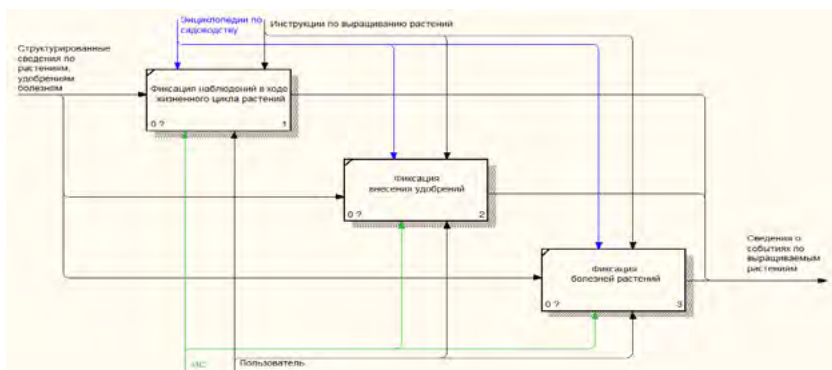 Энциклопедии по
садоводству
Инструкции по выращиванию растений
Структурированные
сведения по
растениям,
удобрениям
болезням
Фиксация наблюдений в ходе
жизненного цикла растений
0 ?
1
Фиксация
внесения удобрений
0 ?
2
Фиксация
болезней растений
0 ?
3
Сведения о
событиях по
выращиваемым
растениям
Пользователь